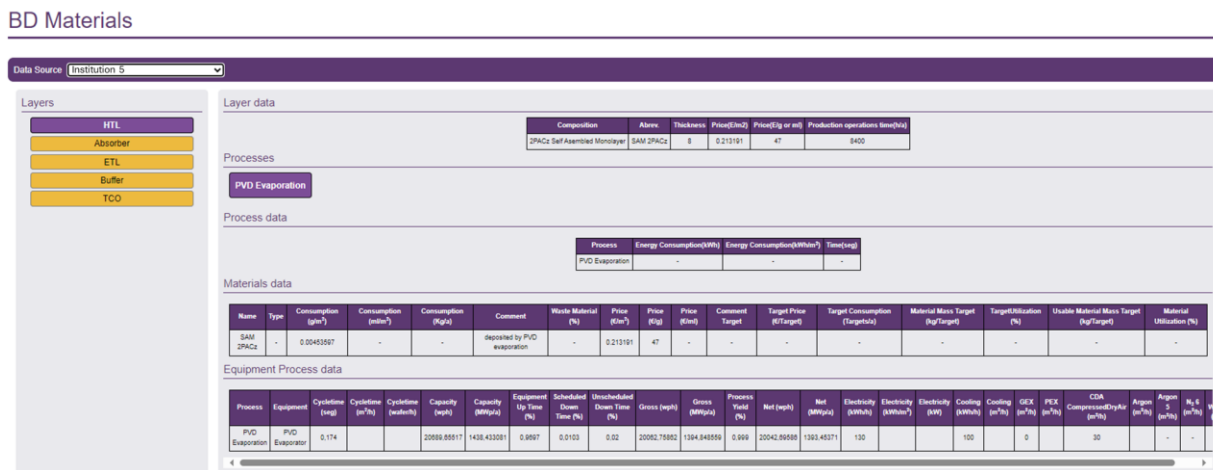 BD Materials
Data Source Institution 5
Layers
HTL
Absorber
ETL
Buffer
TCO
Layer data
Composition Abrev. Thickness Price(E/m2) Price(E/g or ml) Production operations time(h/a)
2PACz Self Asembled Monolayer SAM 2PACz 8 0.213191 47 8400
Processes
PVD Evaporation
Process data
Process Energy Consumption(kWh) Energy Consumption(kWh/m²) Time(seg)
PVD Evaporation - - -
Materials data
Name Type Consumption (g/m²) Consumption (ml/m²) Consumption (Kg/a) Comment Waste Material (%) Price (€/m²) Price (€/g) Price (€/ml) Comment Target Target Price (€/Target) Target Consumption (Targets/a) Material Mass Target (kg/Target) TargetUtilization (%) Usable Material Mass Target (kg/Target) Material Utilization (%)
SAM 2PACz - 0.00453597 - - deposited by PVD evaporation - 0.213191 47 - - - - - - - -
Equipment Process data
Process Equipment Cycletime (seg) Cycletime (m²/h) Cycletime (wafer/h) Capacity (wph) Capacity (MWp/a) Equipment Up Time (%) Scheduled Down Time (%) Unscheduled Down Time (%) Gross (wph) Gross (MWp/a) Process Yield (%) Net (wph) Net (MWp/a) Electricity (kWh/h) Electricity (kWh/m²) Electricity (kW) Cooling (kWh/h) Cooling (m³/h) GEX (m³/h) PEX (m³/h) CDA CompressedDryAir (m³/h) Argon (m³/h) Argon 5 (m³/h) N₂ 6 (m³/h)
PVD Evaporation PVD Evaporator 0,174 20689,65517 1438,433081 0,9697 0,0103 0,02 20062,75862 1394,848559 0,999 20042,69586 1393,45371 130 100 0 30 - -